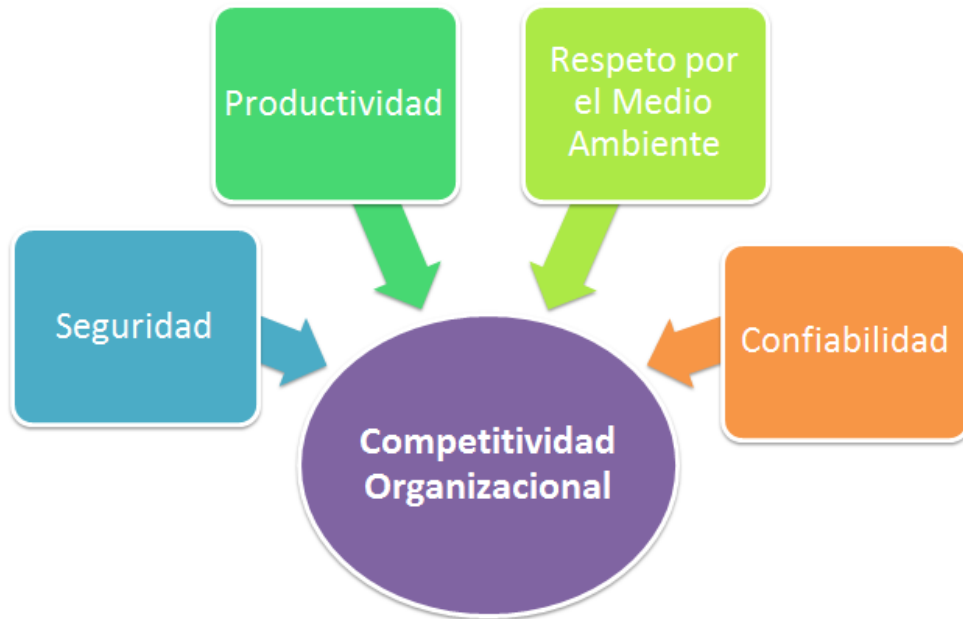 Productividad
Respeto por
el Medio
Ambiente
Seguridad
Confiabilidad
Competitividad
Organizacional